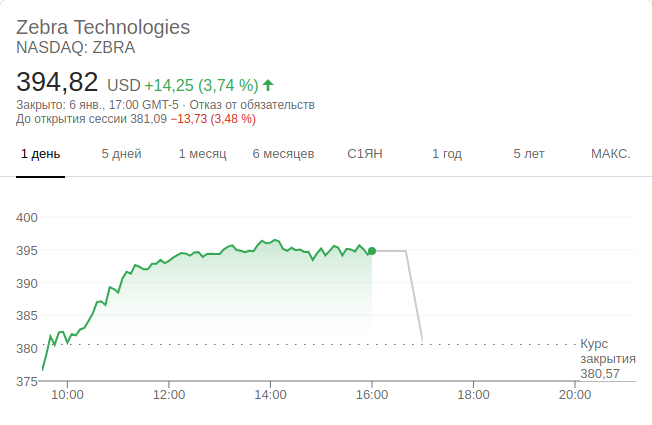 Zebra Technologies
NASDAQ: ZBRA
394,82 USD +14,25 (3,74 %)
Закрыто: 6 янв., 17:00 GMT-5 · Отказ от обязательств
До открытия сессии 381,09 −13,73 (3,48 %)
1 день 5 дней 1 месяц 6 месяцев С1ЯН 1 год 5 лет МАКС.
400
395
390
385
380
375
Курс
закрытия
380,57
10:00 12:00 14:00 16:00 18:00 20:00